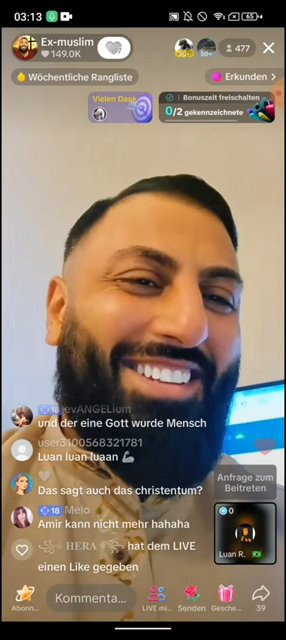 03:13
65
Ex-muslim
149.0K
477
Wöchentliche Rangliste
Erkunden >
Vielen Dank
Bonuszeit freischalten
0/2 gekennzeichnete
18 evANGELium
und der eine Gott wurde Mensch
user3100568321781
Luan luan luaan
Das sagt auch das christentum?
Anfrage zum
Beitreten
18 Melo
Amir kann nicht mehr hahaha
0
HERA hat dem LIVE
einen Like gegeben
Luan R.
Kommenta...
Abonn...
LIVE mi...
Senden
Gesche...
39